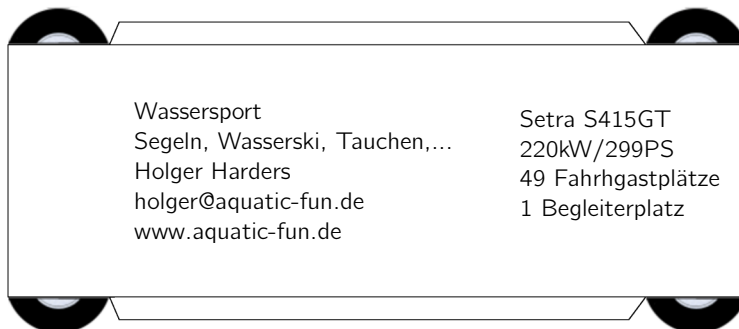 Wassersport
Segeln, Wasserski, Tauchen,...
Holger Harders
holger@aquatic-fun.de
www.aquatic-fun.de
Setra S415GT
220kW/299PS
49 Fahrhgastplätze
1 Begleiterplatz